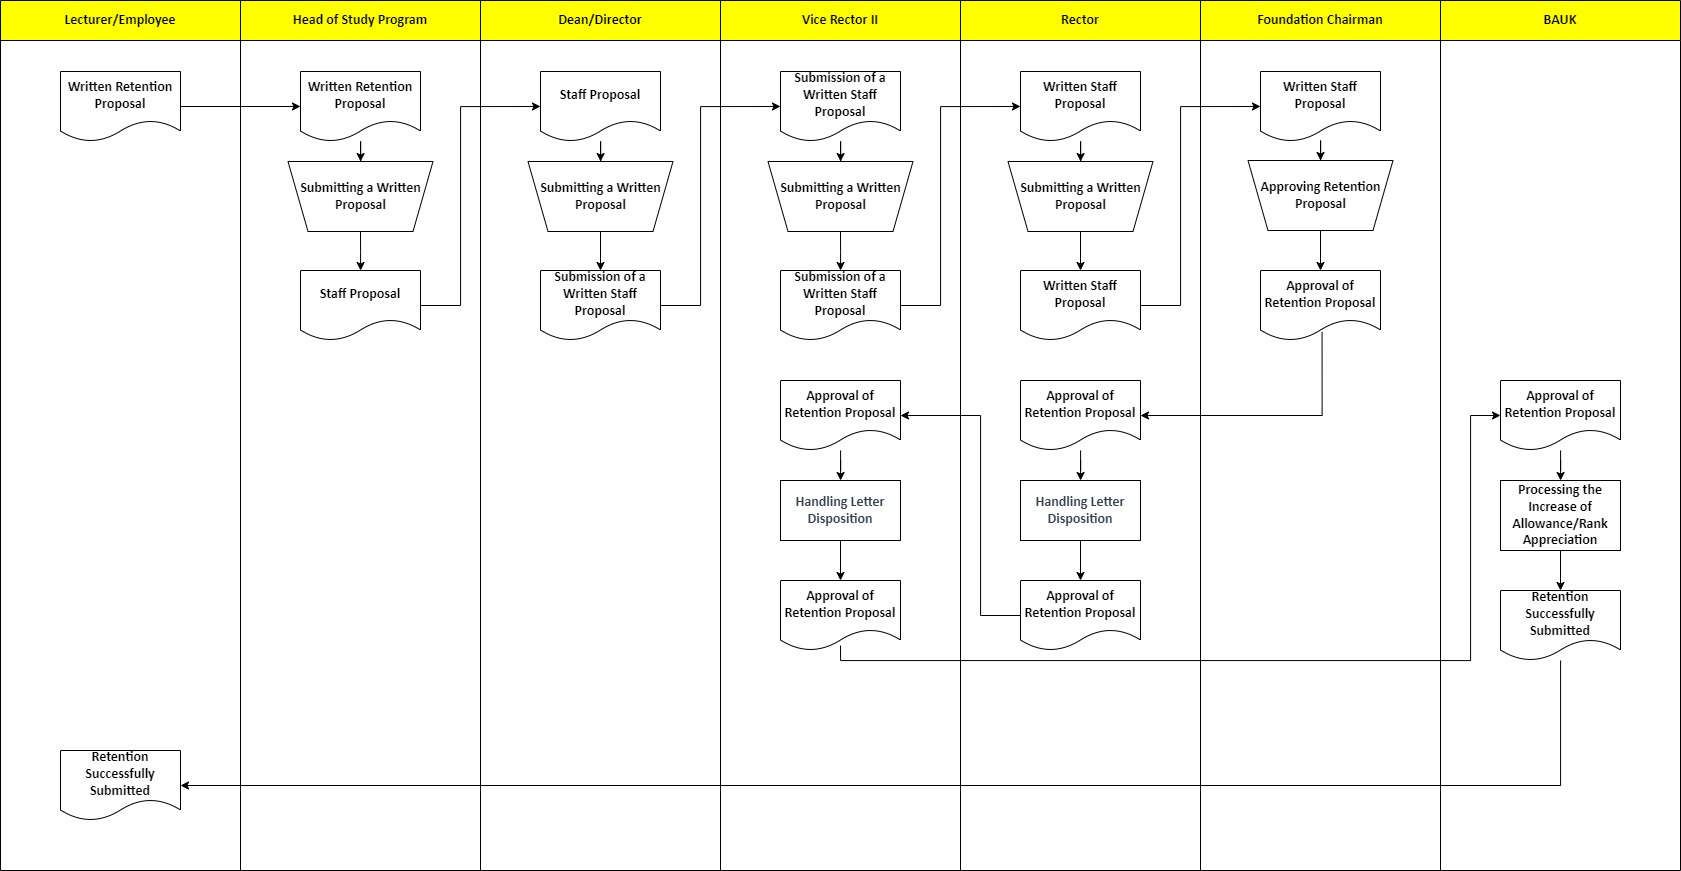 Lecturer/Employee
Head of Study Program
Dean/Director
Vice Rector II
Rector
Foundation Chairman
BAUK
Written Retention
Proposal
Written Retention
Proposal
Staff Proposal
Submission of a
Written Staff
Proposal
Written Staff
Proposal
Written Staff
Proposal
Submitting a Written
Proposal
Submitting a Written
Proposal
Submitting a Written
Proposal
Submitting a Written
Proposal
Approving Retention
Proposal
Staff Proposal
Submission of a
Written Staff
Proposal
Submission of a
Written Staff
Proposal
Written Staff
Proposal
Approval of
Retention Proposal
Approval of
Retention Proposal
Approval of
Retention Proposal
Approval of
Retention Proposal
Handling Letter
Disposition
Handling Letter
Disposition
Processing the
Increase of
Allowance/Rank
Appreciation
Approval of
Retention Proposal
Approval of
Retention Proposal
Retention
Successfully
Submitted
Retention
Successfully
Submitted